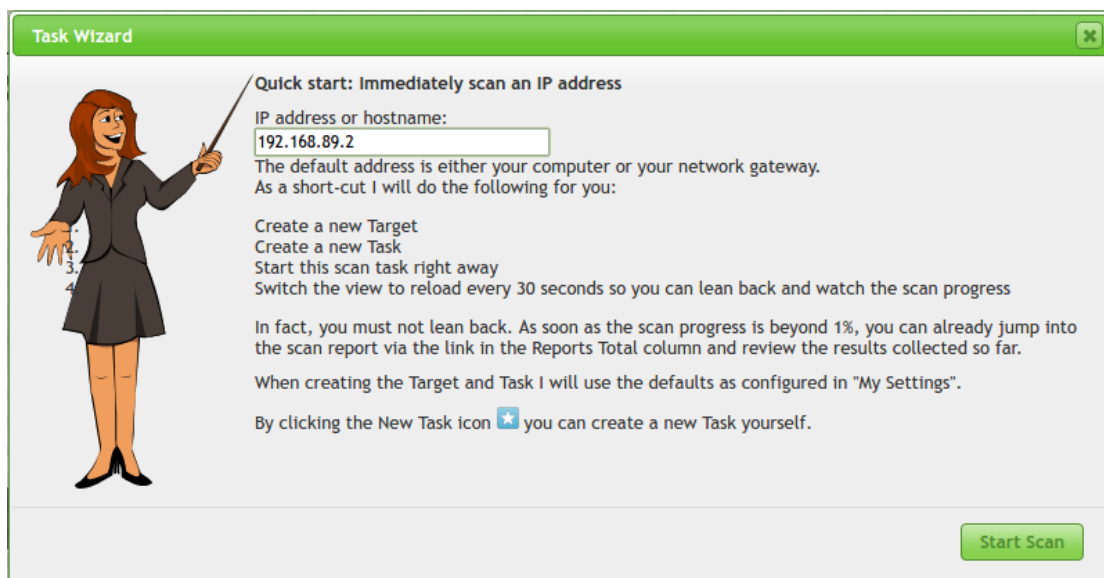 Task Wizard
Quick start: Immediately scan an IP address
IP address or hostname:
192.168.89.2
The default address is either your computer or your network gateway.
As a short-cut I will do the following for you:
1. Create a new Target
2. Create a new Task
3. Start this scan task right away
4. Switch the view to reload every 30 seconds so you can lean back and watch the scan progress
In fact, you must not lean back. As soon as the scan progress is beyond 1%, you can already jump into
the scan report via the link in the Reports Total column and review the results collected so far.
When creating the Target and Task I will use the defaults as configured in "My Settings".
By clicking the New Task icon you can create a new Task yourself.
Start Scan